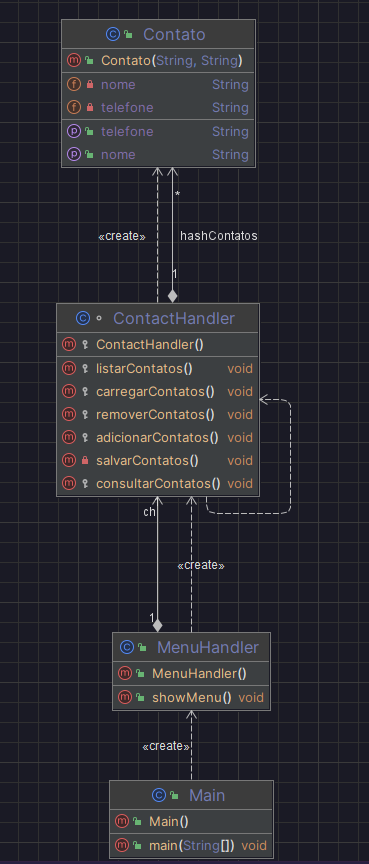 Contato
Contato(String, String)
nome String
telefone String
telefone String
nome String
*
«create» hashContatos
1
ContactHandler
ContactHandler()
listarContatos() void
carregarContatos() void
removerContatos() void
adicionarContatos() void
salvarContatos() void
consultarContatos() void
ch
«create»
1
MenuHandler
MenuHandler()
showMenu() void
«create»
Main
Main()
main(String[]) void